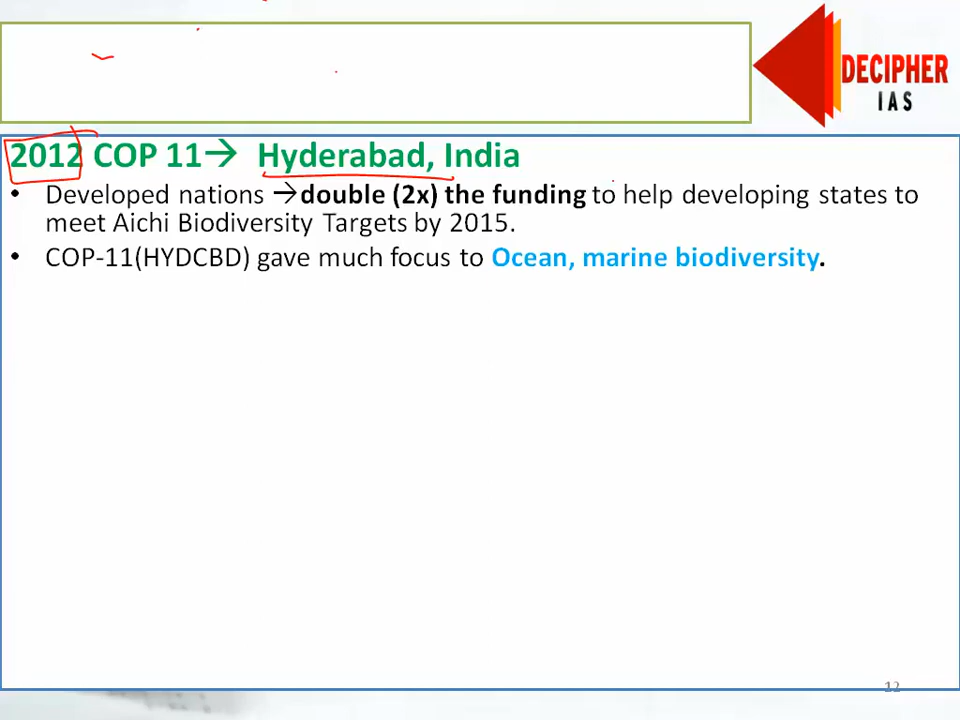 DECIPHER
IAS
2012 COP 11→ Hyderabad, India
• Developed nations →double (2x) the funding to help developing states to
meet Aichi Biodiversity Targets by 2015.
• COP-11(HYDCBD) gave much focus to Ocean, marine biodiversity.
12